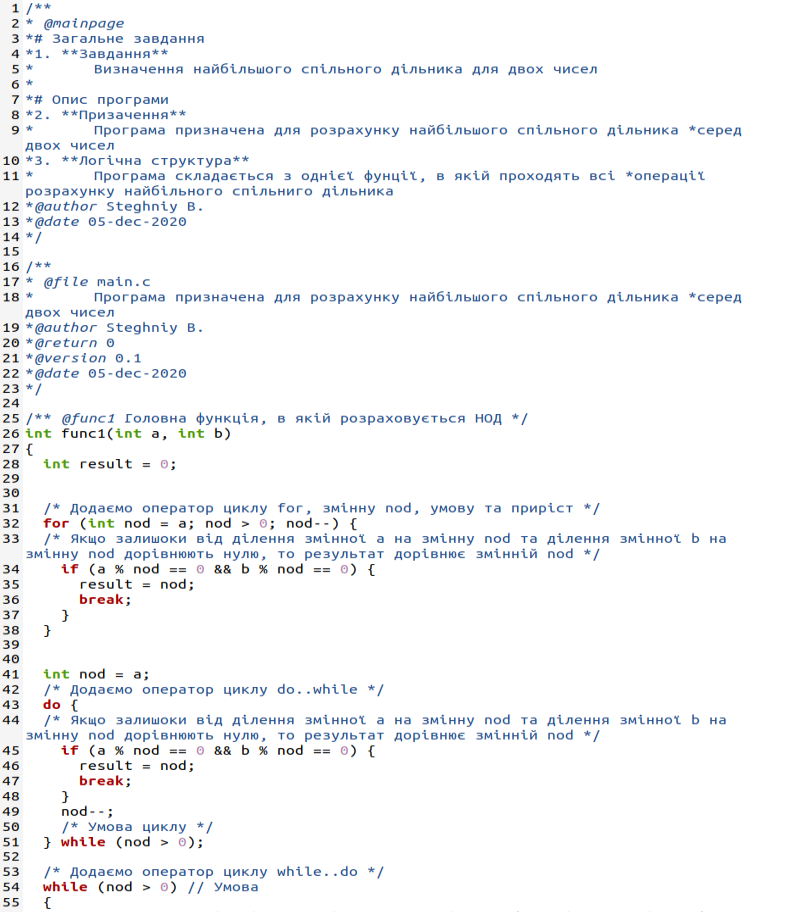 1 /**
2 * @mainpage
3 *# Загальне завдання
4 *1. **Завдання**
5 *       Визначення найбільшого спільного дільника для двох чисел
6 *
7 *# Опис програми
8 *2. **Призачення**
9 *       Програма призначена для розрахунку найбільшого спільного дільника *серед
двох чисел
10 *3. **Логічна структура**
11 *       Програма складається з однієї фунції, в якій проходять всі *операції
розрахунку найбільного спільниго дільника
12 *@author Steghniy B.
13 *@date 05-dec-2020
14 */
15
16 /**
17 * @file main.c
18 *       Програма призначена для розрахунку найбільшого спільного дільника *серед
двох чисел
19 *@author Steghniy B.
20 *@return 0
21 *@version 0.1
22 *@date 05-dec-2020
23 */
24
25 /** @func1 Головна функція, в якій розраховується НОД */
26 int func1(int a, int b)
27 {
28   int result = 0;
29
30
31   /* Додаємо оператор циклу for, змінну nod, умову та приріст */
32   for (int nod = a; nod > 0; nod--) {
33   /* Якщо залишоки від ділення змінної a на змінну nod та ділення змінної b на
змінну nod дорівнюють нулю, то результат дорівнює змінній nod */
34     if (a % nod == 0 && b % nod == 0) {
35       result = nod;
36       break;
37     }
38   }
39
40
41   int nod = a;
42   /* Додаємо оператор циклу do..while */
43   do {
44   /* Якщо залишоки від ділення змінної a на змінну nod та ділення змінної b на
змінну nod дорівнюють нулю, то результат дорівнює змінній nod */
45     if (a % nod == 0 && b % nod == 0) {
46       result = nod;
47       break;
48     }
49     nod--;
50     /* Умова циклу */
51   } while (nod > 0);
52
53   /* Додаємо оператор циклу while..do */
54   while (nod > 0) // Умова
55   {